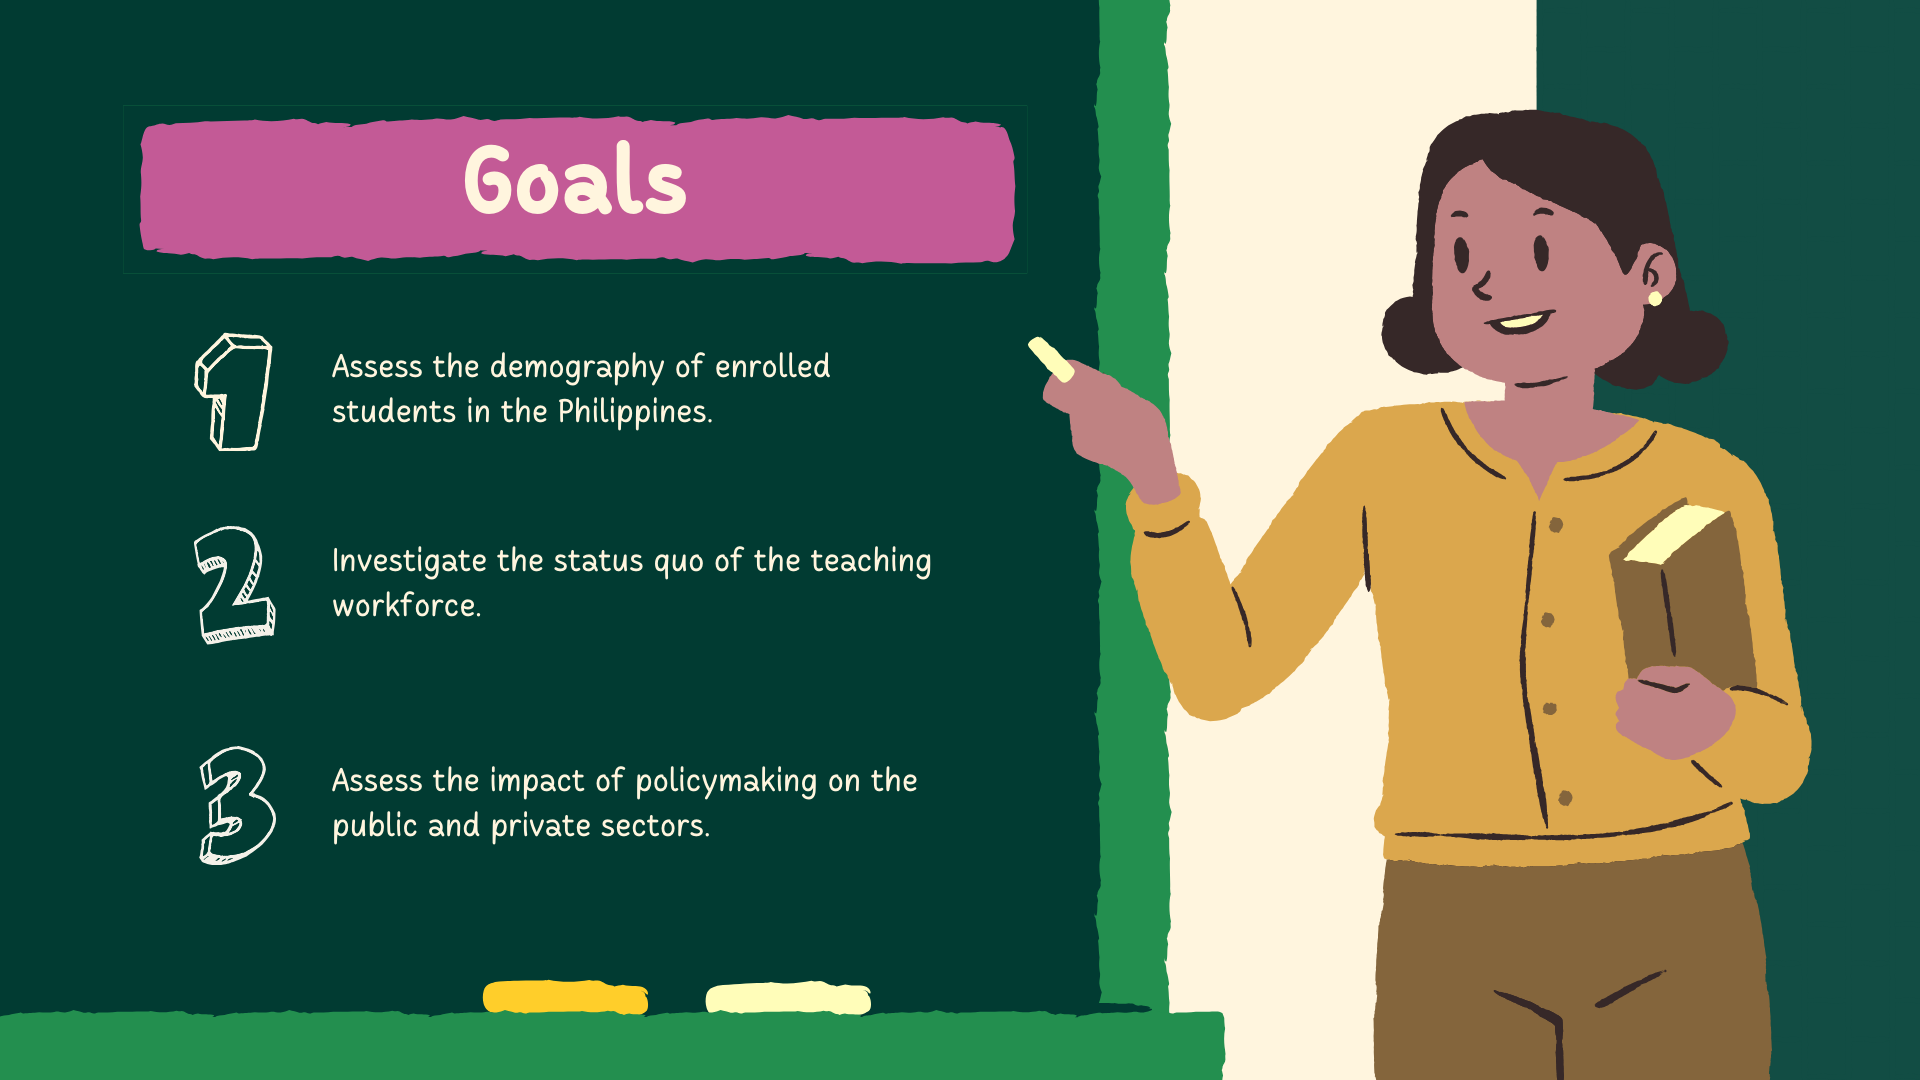 Goals
1
Assess the demography of enrolled
students in the Philippines.
2
Investigate the status quo of the teaching
workforce.
3
Assess the impact of policymaking on the
public and private sectors.